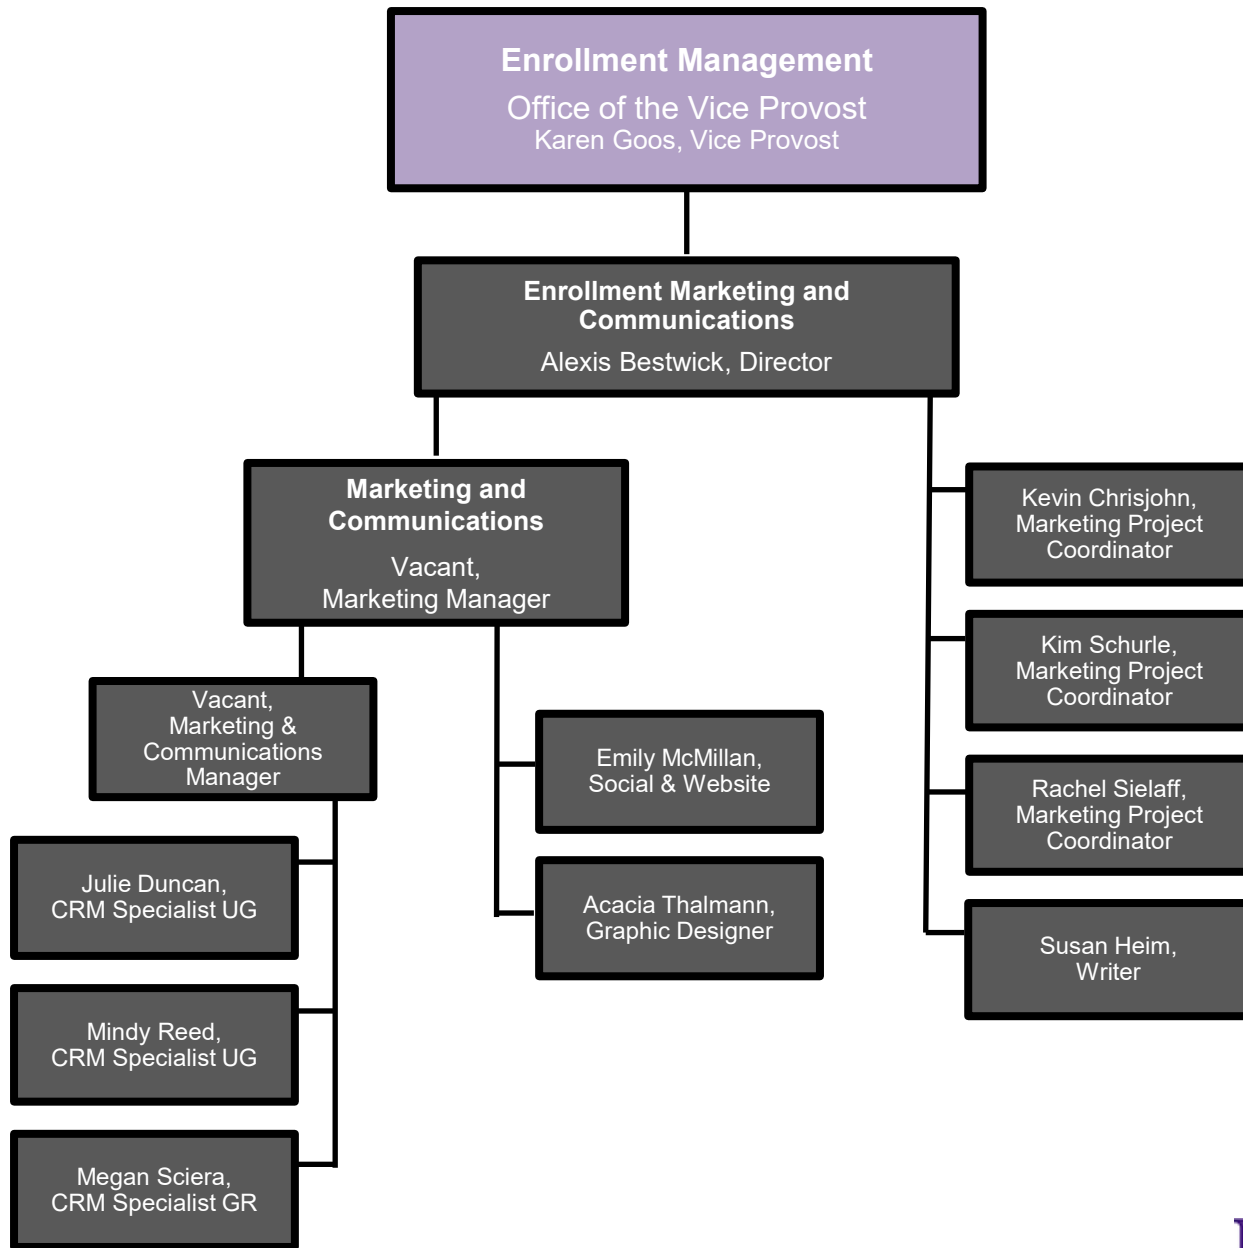 Enrollment Management
Office of the Vice Provost
Karen Goos, Vice Provost
Enrollment Marketing and
Communications
Alexis Bestwick, Director
Marketing and
Communications
Vacant,
Marketing Manager
Vacant,
Marketing &
Communications
Manager
Julie Duncan,
CRM Specialist UG
Mindy Reed,
CRM Specialist UG
Megan Sciera,
CRM Specialist GR
Emily McMillan,
Social & Website
Acacia Thalmann,
Graphic Designer
Kevin Chrisjohn,
Marketing Project
Coordinator
Kim Schurle,
Marketing Project
Coordinator
Rachel Sielaff,
Marketing Project
Coordinator
Susan Heim,
Writer